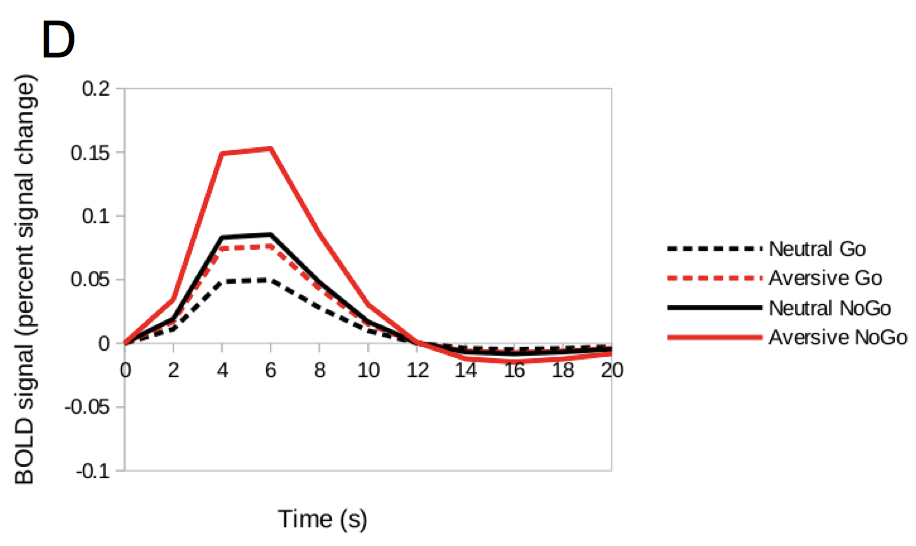 D
BOLD signal (percent signal change)
0.2
0.15
0.1
0.05
0
-0.05
-0.1
0 2 4 6 8 10 12 14 16 18 20
Time (s)
Neutral Go
Aversive Go
Neutral NoGo
Aversive NoGo